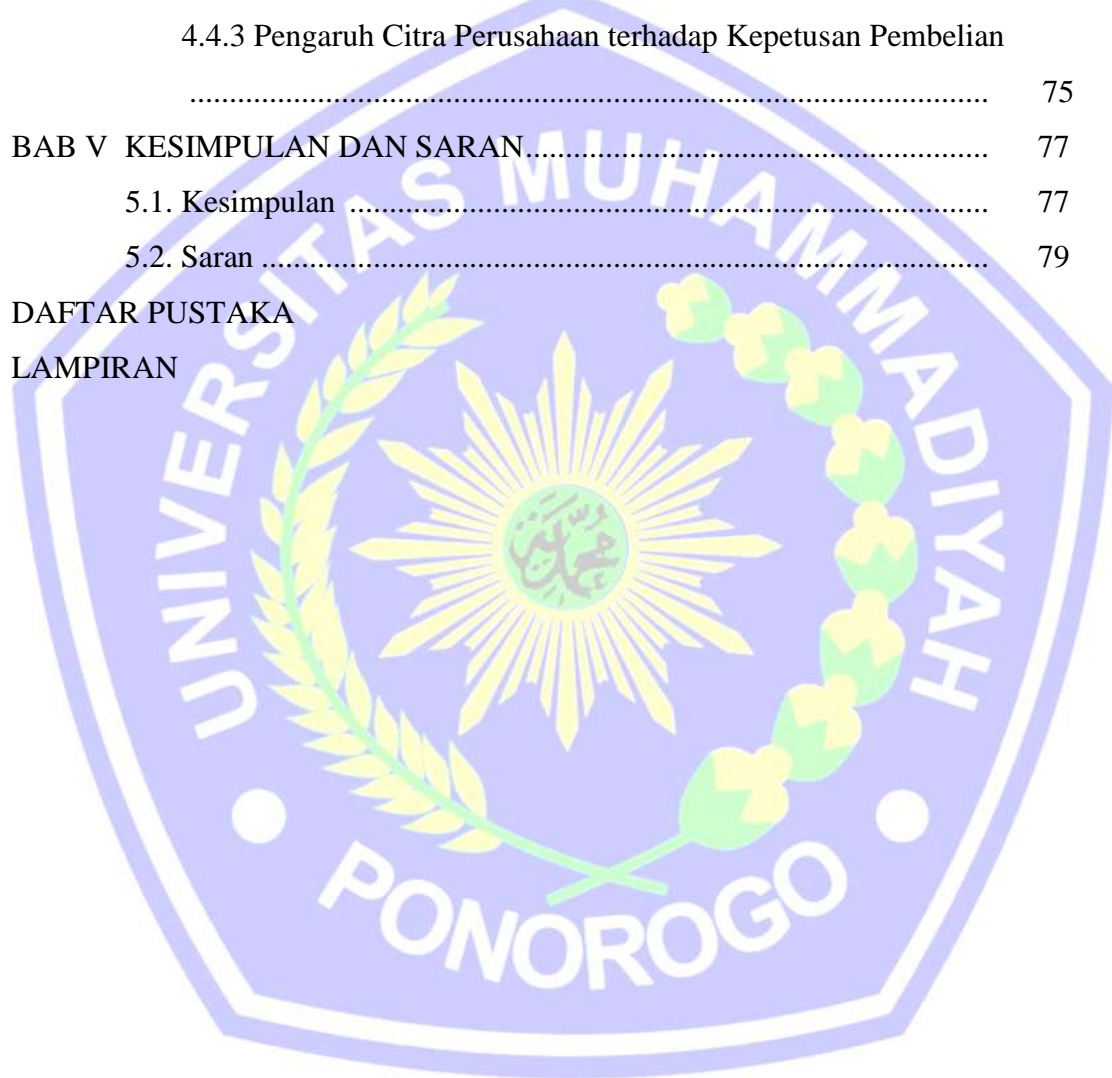 4.4.3 Pengaruh Citra Perusahaan terhadap Kepetusan Pembelian
.................................................................................................... 75
BAB V KESIMPULAN DAN SARAN.......................................................... 77
5.1. Kesimpulan ................................................................................ 77
5.2. Saran ........................................................................................... 79
DAFTAR PUSTAKA
LAMPIRAN
UNIVERSITAS MUHAMMADIYAH
PONOROGO